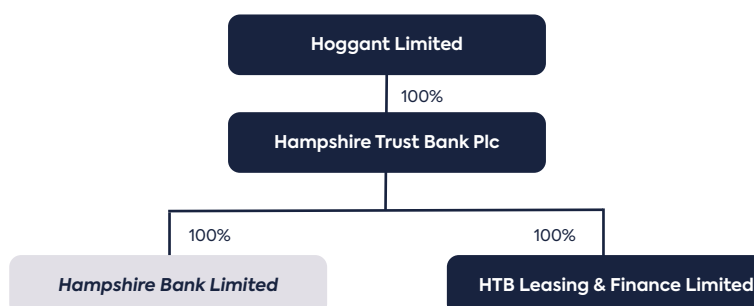 Hoggant Limited
100%
Hampshire Trust Bank Plc
100%
100%
Hampshire Bank Limited
HTB Leasing & Finance Limited